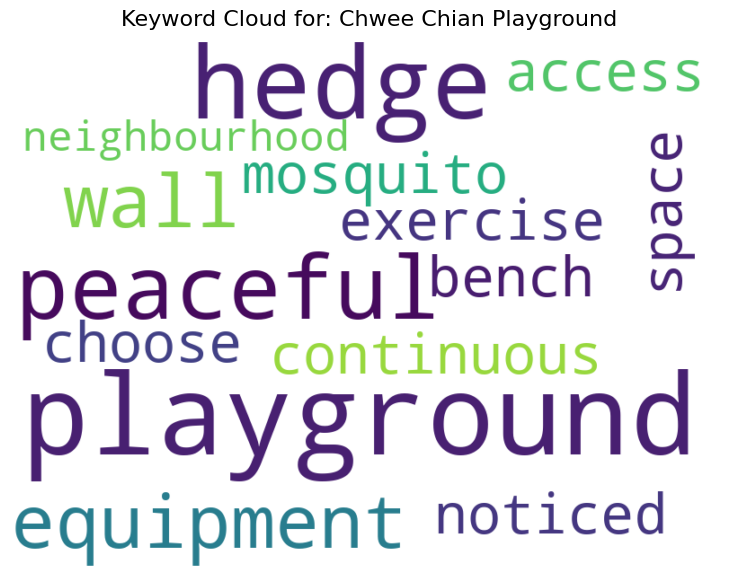 Keyword Cloud for: Chwee Chian Playground
hedge
access
neighbourhood
mosquito
space
wall
exercise
peaceful
bench
choose
continuous
playground
equipment
noticed